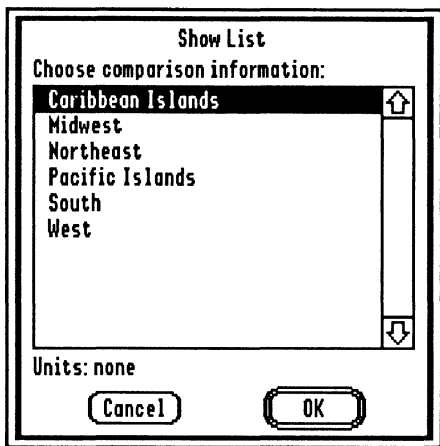 Show List
Choose comparison information:
Caribbean Islands
Midwest
Northeast
Pacific Islands
South
West
Units: none
Cancel OK